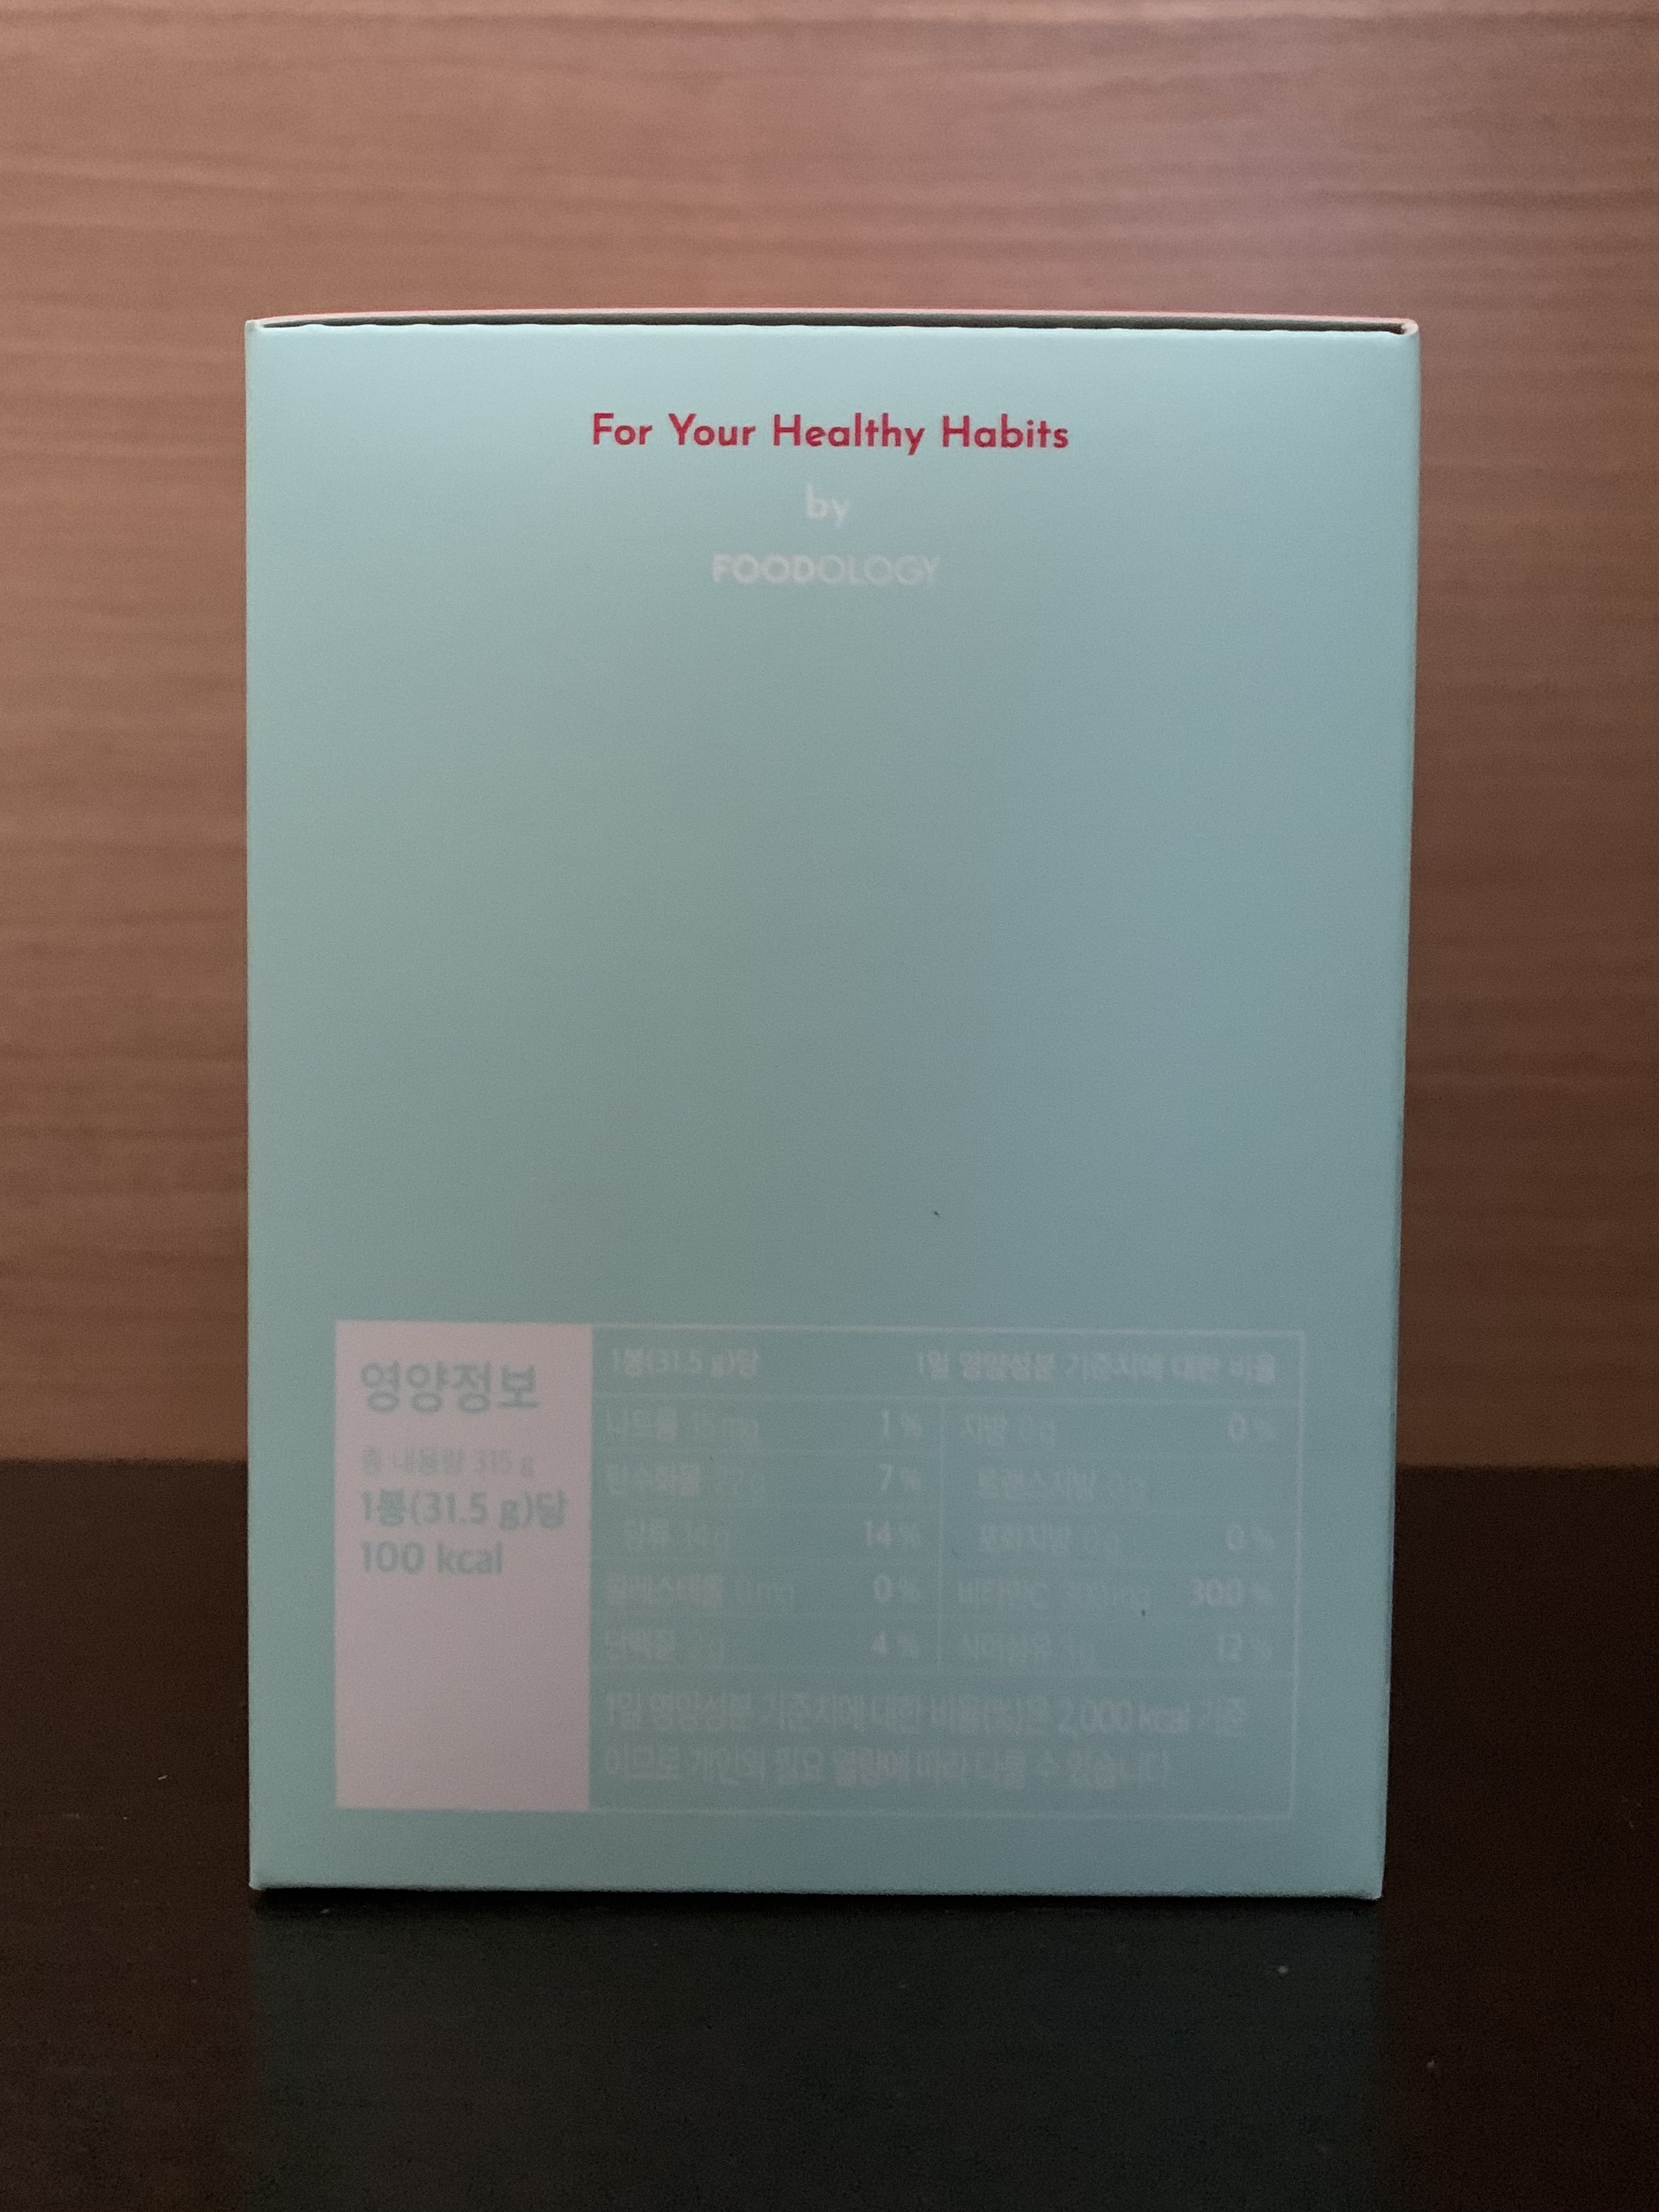 For Your Healthy Habits
by
FOODOLOGY
영양정보
총 내용량 315 g
1봉(31.5 g)당
100 kcal
1봉(31.5 g)당 1일 영양성분 기준치에 대한 비율
나트륨 15 mg 1 % 지방 0 g 0 %
탄수화물 22 g 7 % 트랜스지방 0 g
당류 14 g 14 % 포화지방 0 g 0 %
콜레스테롤 0 mg 0 % 비타민C 300 mg 300 %
단백질 2 g 4 % 식이섬유 3 g 12 %
1일 영양성분 기준치에 대한 비율(%)은 2,000 kcal 기준
이므로 개인의 필요 열량에 따라 다를 수 있습니다.